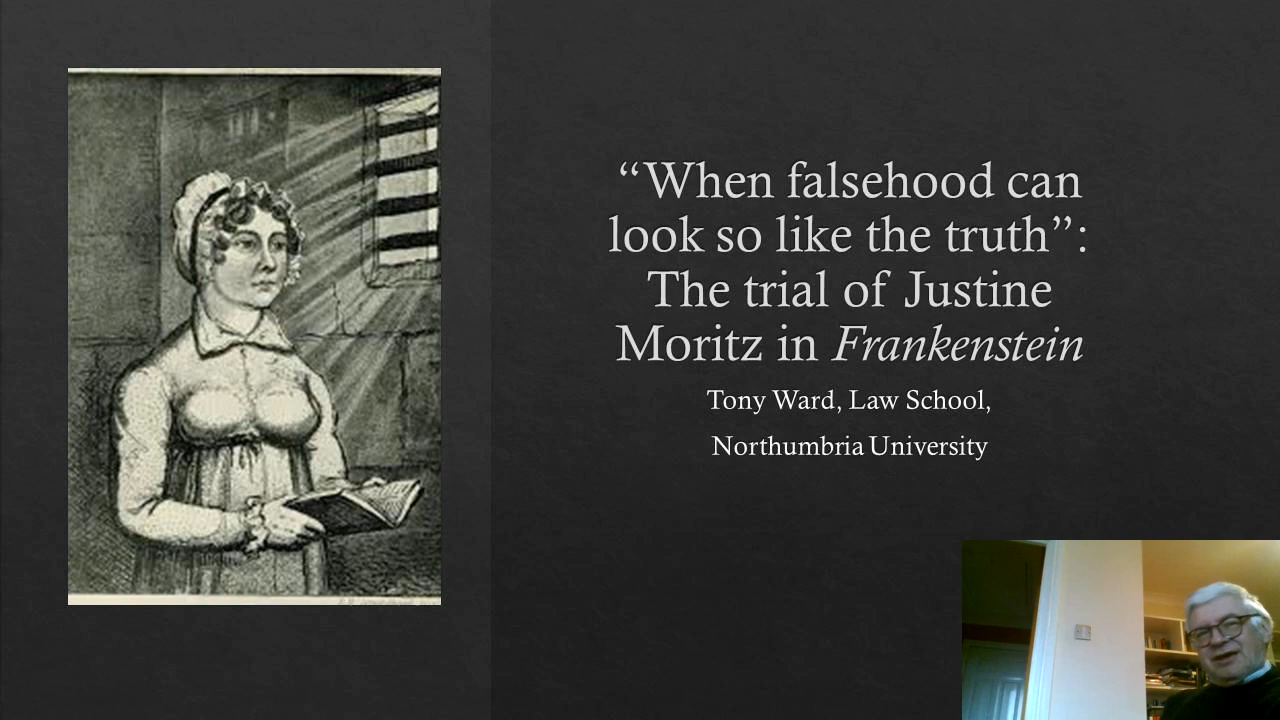 “When falsehood can
look so like the truth”:
The trial of Justine
Moritz in Frankenstein
Tony Ward, Law School,
Northumbria University